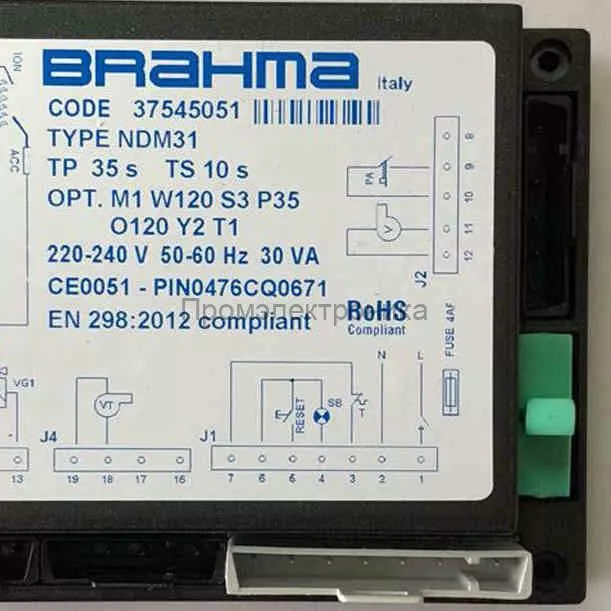 BRAHMA
Italy
CODE 37545051
TYPE NDM31
TP 35 s TS 10 s
OPT. M1 W120 S3 P35
O120 Y2 T1
220-240 V 50-60 Hz 30 VA
CE0051 - PIN0476CQ0671
Промэлектроника
EN 298:2012 compliant
RoHS
Compliant
ION
ACC
PA
V
8
9
10
11
12
J2
FUSE 4AF
VG1
13
J4
VT
19
18
17
16
J1
RESET
SB
T
N
L
7
6
5
4
3
2
1